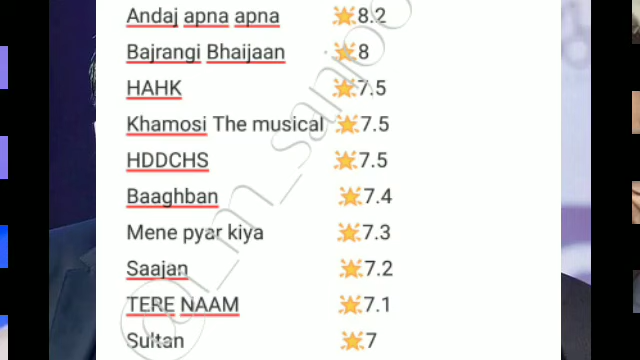 Andaj apna apna 🌟8.2
Bajrangi Bhaijaan 🌟8
HAHK 🌟7.5
Khamosi The musical 🌟7.5
HDDCHS 🌟7.5
Baaghban 🌟7.4
Mene pyar kiya 🌟7.3
Saajan 🌟7.2
TERE NAAM 🌟7.1
Sultan 🌟7